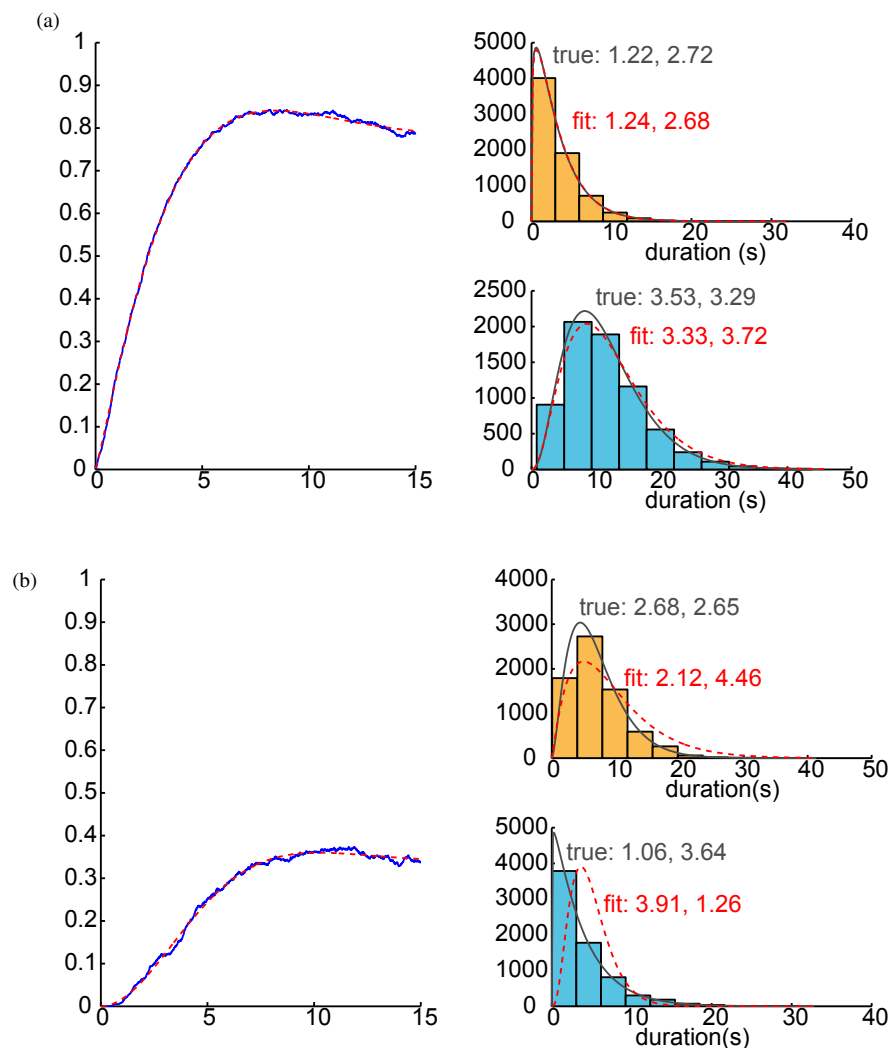 (a)
1
0.9
0.8
0.7
0.6
0.5
0.4
0.3
0.2
0.1
0
0 5 10 15
5000
4000
3000
2000
1000
0
true: 1.22, 2.72
fit: 1.24, 2.68
0 10 20 30 40
duration (s)
2500
2000
1500
1000
500
0
true: 3.53, 3.29
fit: 3.33, 3.72
0 10 20 30 40 50
duration (s)
(b)
1
0.9
0.8
0.7
0.6
0.5
0.4
0.3
0.2
0.1
0
0 5 10 15
4000
3000
2000
1000
0
true: 2.68, 2.65
fit: 2.12, 4.46
0 10 20 30 40 50
duration(s)
5000
4000
3000
2000
1000
0
true: 1.06, 3.64
fit: 3.91, 1.26
0 10 20 30 40
duration(s)